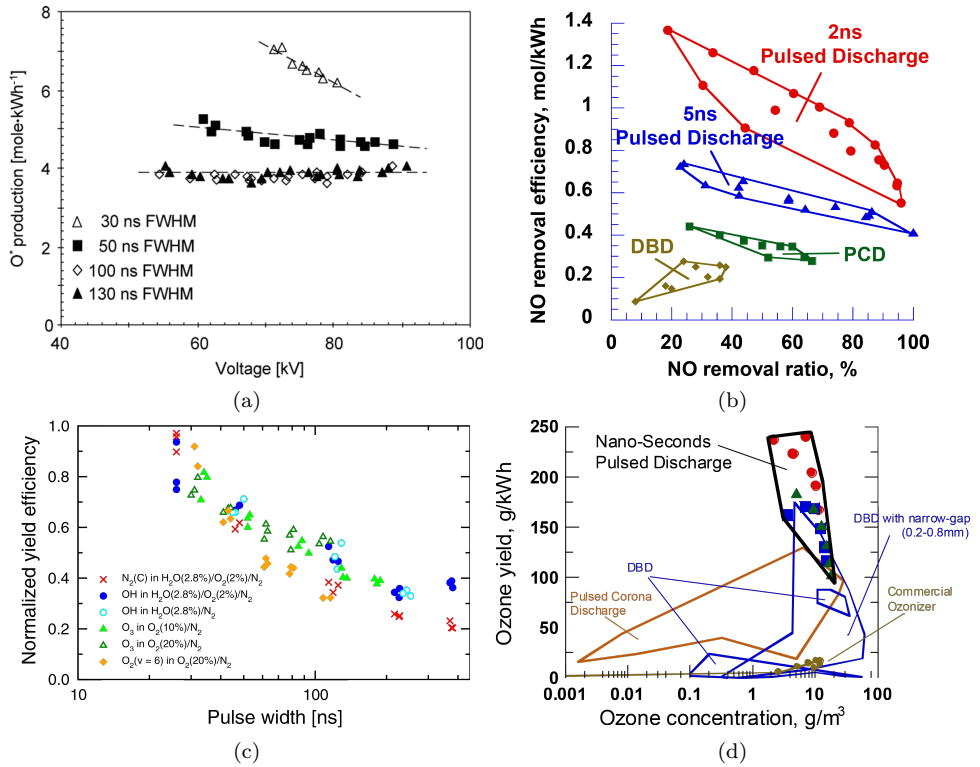 8
6
4
2
0
40
60
80
100
O* production [mole·kWh⁻¹]
30 ns FWHM
50 ns FWHM
100 ns FWHM
130 ns FWHM
Voltage [kV]
(a)
1.4
1.2
1
0.8
0.6
0.4
0.2
0
0
20
40
60
80
100
NO removal efficiency, mol/kWh
2ns
Pulsed Discharge
5ns
Pulsed Discharge
DBD
PCD
NO removal ratio, %
(b)
1.0
0.8
0.6
0.4
0.2
0.0
10
100
Normalized yield efficiency
N₂(C) in H₂O(2.8%)/O₂(2%)/N₂
OH in H₂O(2.8%)/O₂(2%)/N₂
OH in H₂O(2.8%)/N₂
O₃ in O₂(10%)/N₂
O₃ in O₂(20%)/N₂
O₂(v = 6) in O₂(20%)/N₂
Pulse width [ns]
(c)
250
200
150
100
50
0
0.001
0.01
0.1
1
10
100
Ozone yield, g/kWh
Nano-Seconds
Pulsed Discharge
DBD with narrow-gap
(0.2-0.8mm)
DBD
Pulsed Corona
Discharge
Commercial
Ozonizer
Ozone concentration, g/m³
(d)